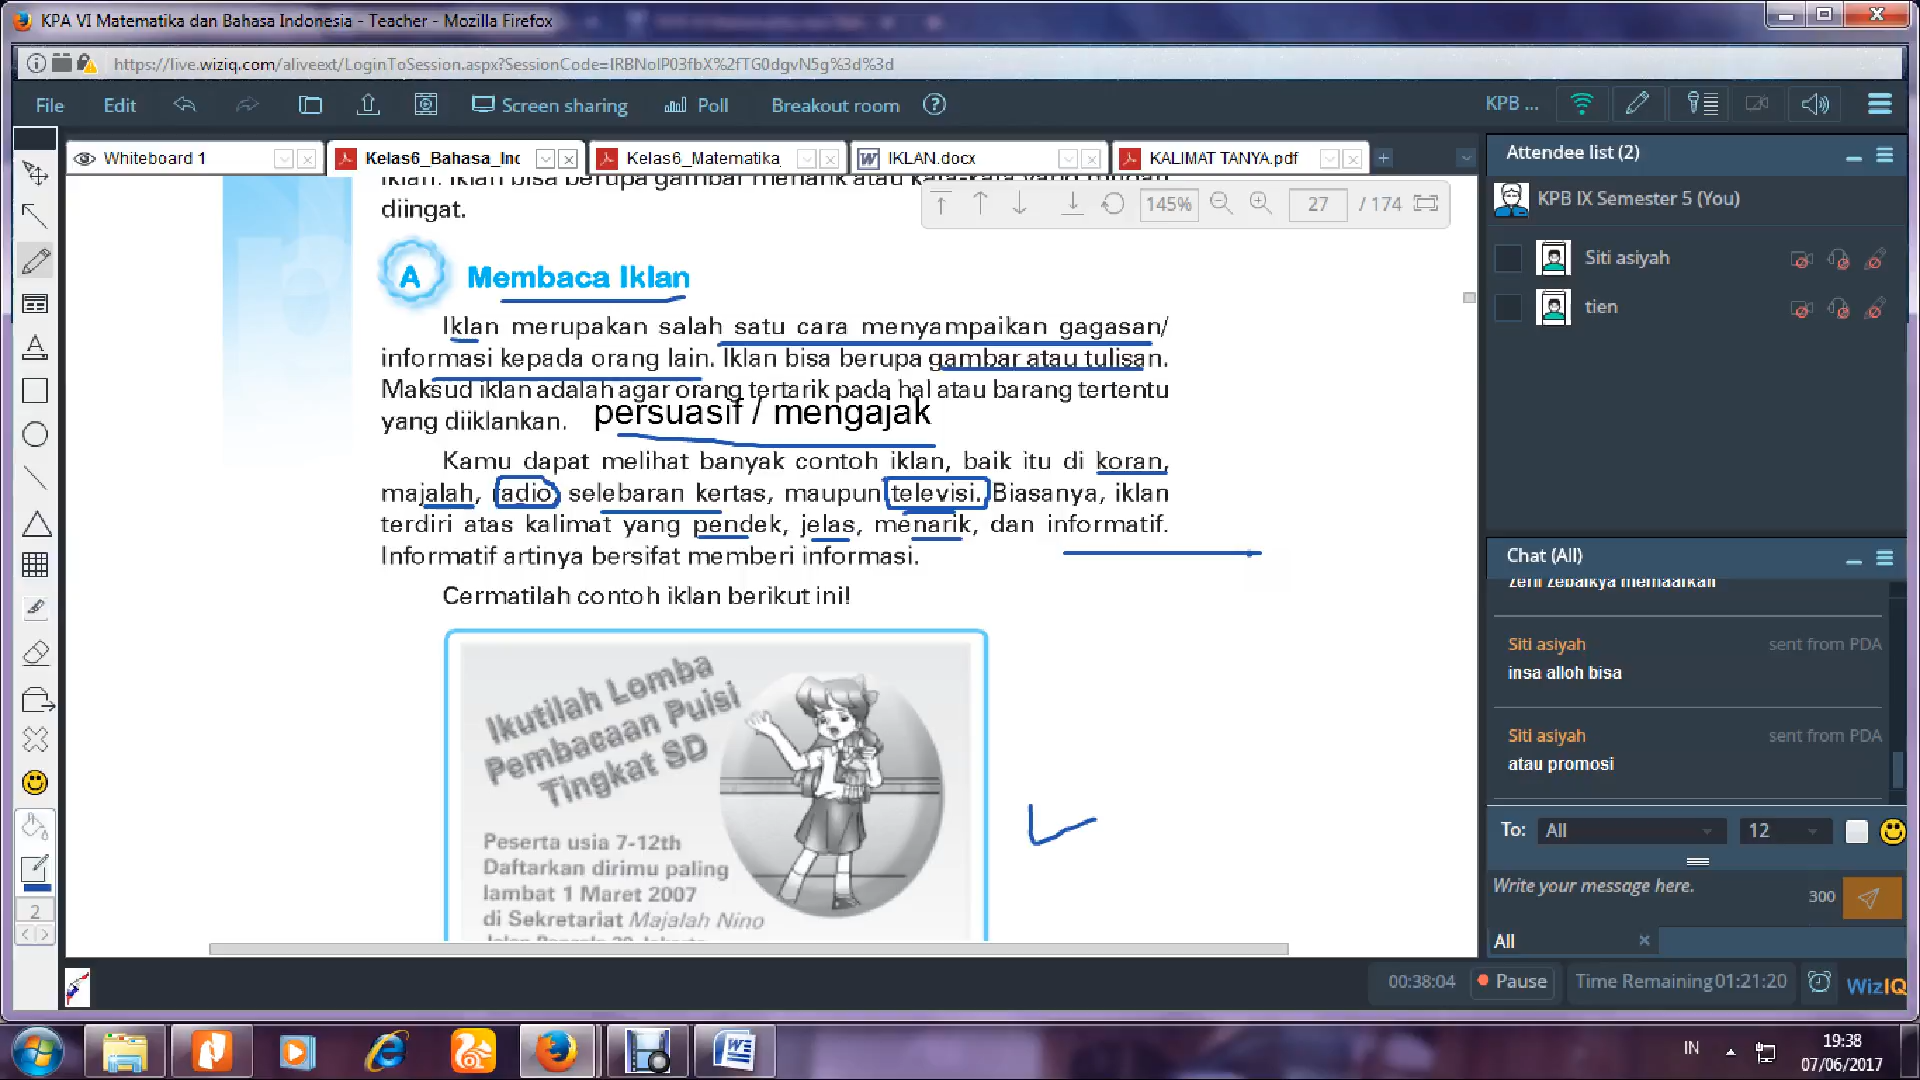 KPA VI Matematika dan Bahasa Indonesia - Teacher - Mozilla Firefox
https://live.wiziq.com/aliveext/LoginToSession.aspx?SessionCode=IRBNolP03fbX%2fTG0dgvN5g%3d%3d
File Edit Screen sharing Poll Breakout room KPB ...
Whiteboard 1 Kelas6_Bahasa_Inc Kelas6_Matematika_ IKLAN.docx KALIMAT TANYA.pdf
145% 27 / 174
diingat.
A Membaca Iklan
Iklan merupakan salah satu cara menyampaikan gagasan/
informasi kepada orang lain. Iklan bisa berupa gambar atau tulisan.
Maksud iklan adalah agar orang tertarik pada hal atau barang tertentu
yang diiklankan. persuasif / mengajak
Kamu dapat melihat banyak contoh iklan, baik itu di koran,
majalah, radio, selebaran kertas, maupun televisi. Biasanya, iklan
terdiri atas kalimat yang pendek, jelas, menarik, dan informatif.
Informatif artinya bersifat memberi informasi.
Cermatilah contoh iklan berikut ini!
Ikutilah Lomba
Pembacaan Puisi
Tingkat SD
Peserta usia 7-12th
Daftarkan dirimu paling
lambat 1 Maret 2007
di Sekretariat Majalah Nino
Attendee list (2)
KPB IX Semester 5 (You)
Siti asiyah
tien
Chat (All)
Siti asiyah sent from PDA
insa alloh bisa
Siti asiyah sent from PDA
atau promosi
To: All 12
Write your message here.
300
All
00:38:04 Pause Time Remaining 01:21:20 WizIQ
2
IN
19:38
07/06/2017